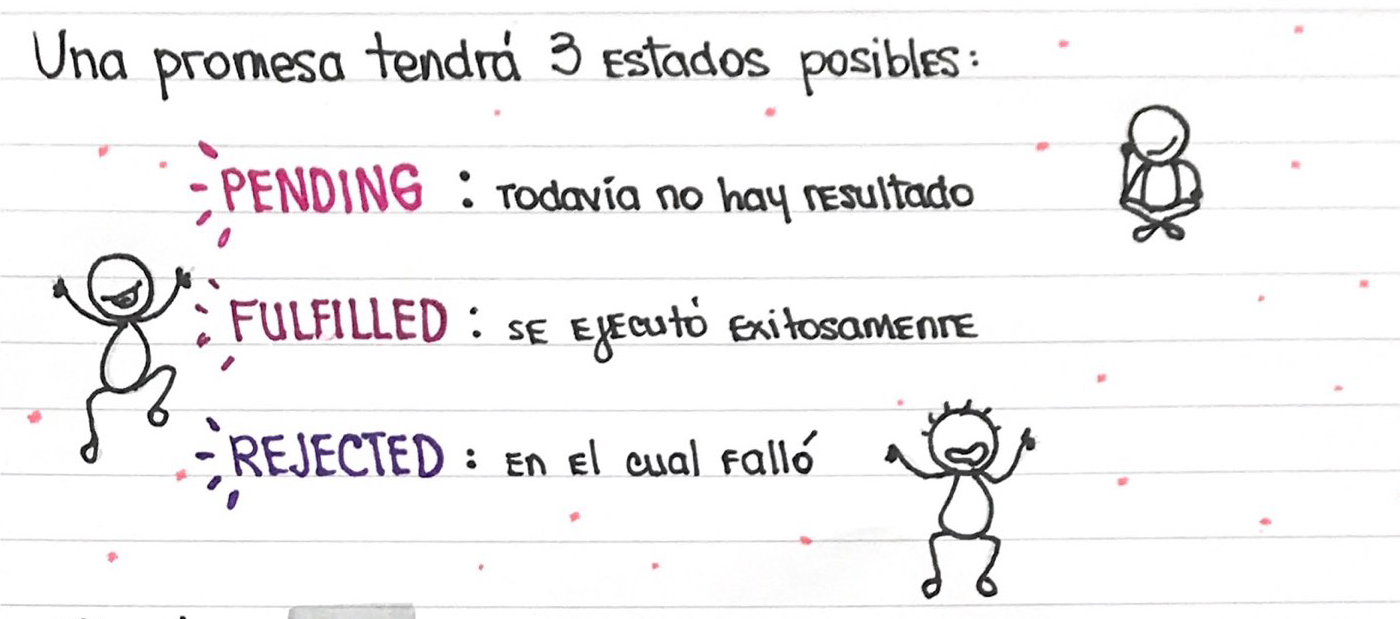 Una promesa tendrá 3 Estados posibles:
PENDING : Todavía no hay resultado
FULFILLED : SE EJEcutó Exitosamente
REJECTED : En El cual Falló